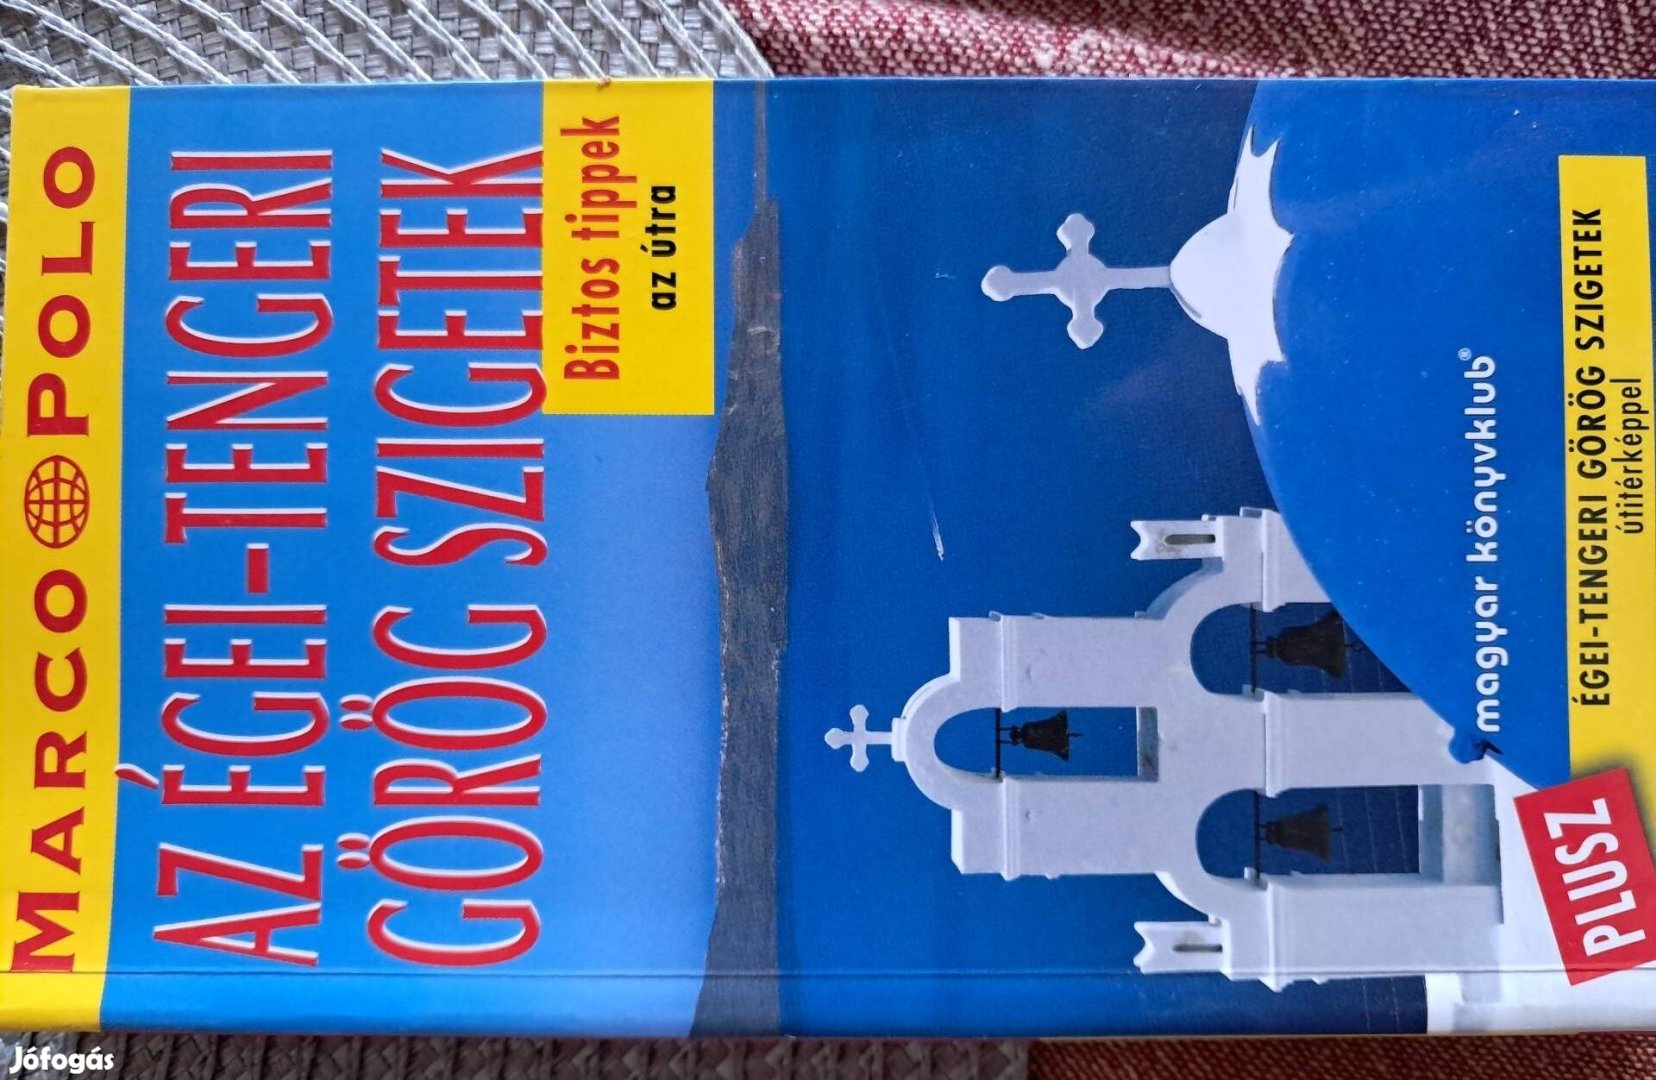 MARCO POLO
AZ ÉGEI-TENGERI
GÖRÖG SZIGETEK
Biztos tippek
az útra
magyar könyvklub®
PLUSZ
ÉGEI-TENGERI GÖRÖG SZIGETEK
útitérképpel
Jófogás